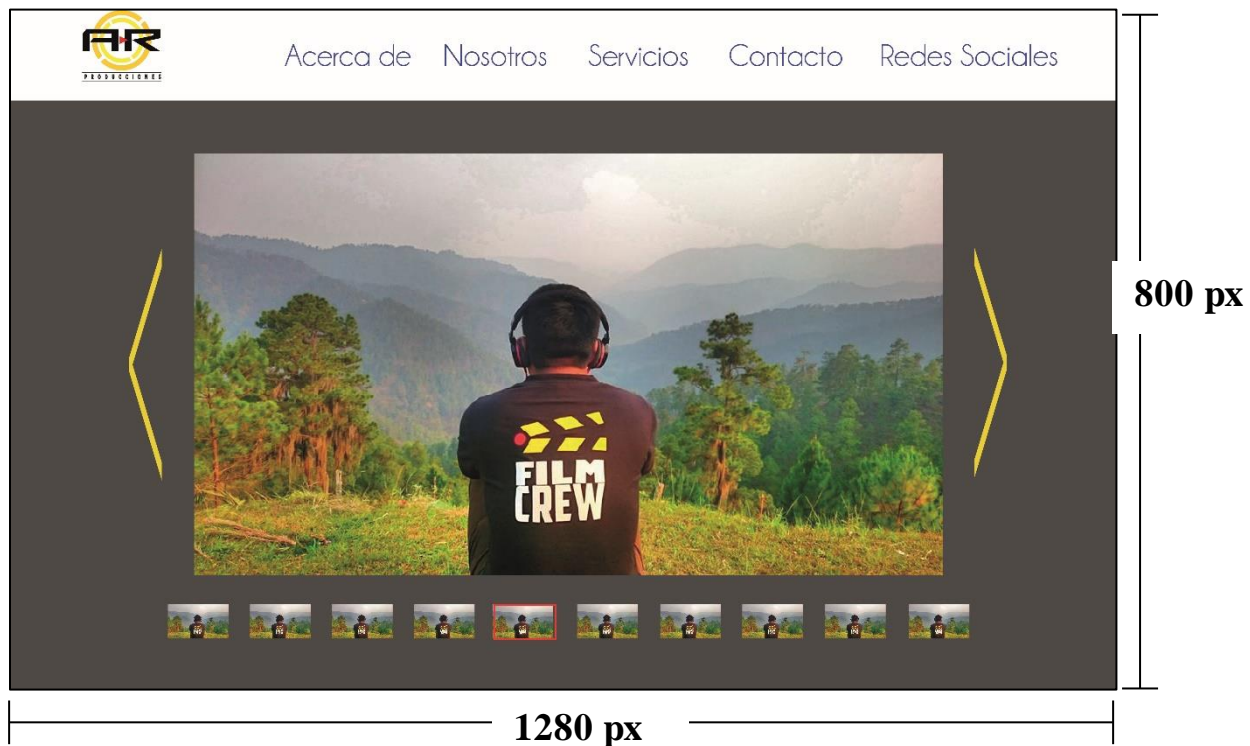 AR
PRODUCCIONES
Acerca de Nosotros Servicios Contacto Redes Sociales
800 px
FILM
CREW
1280 px